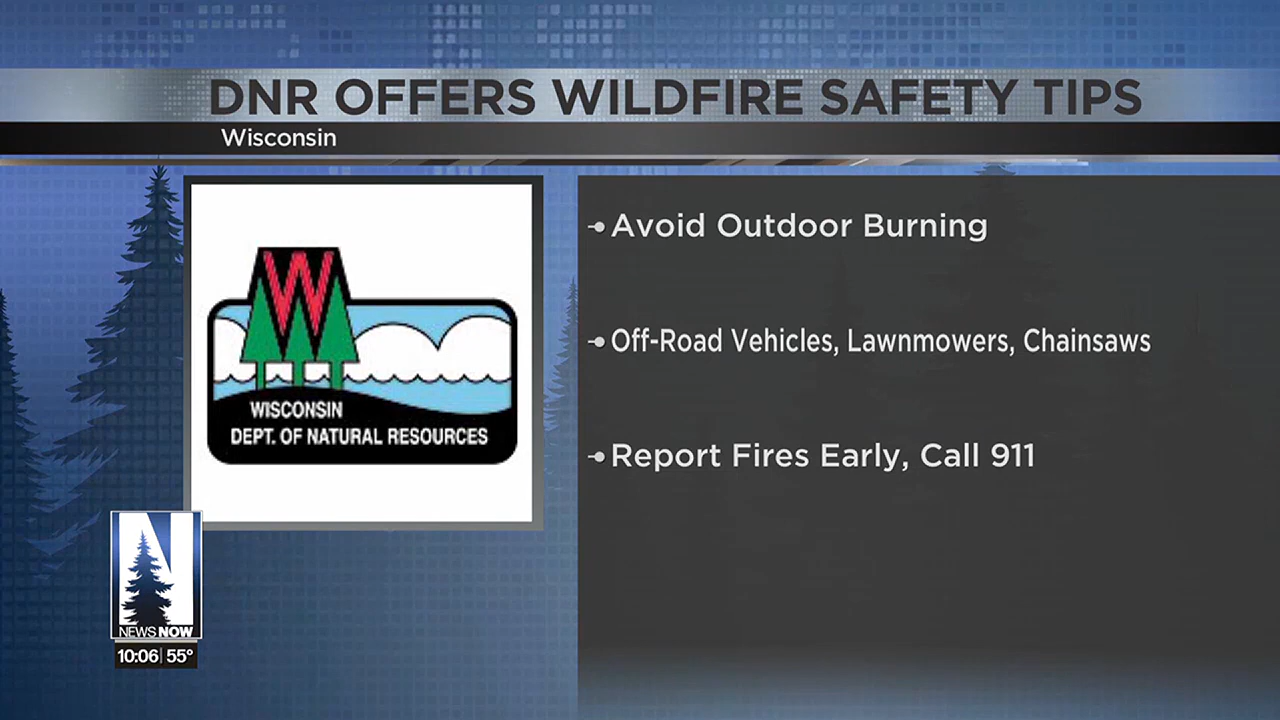 DNR OFFERS WILDFIRE SAFETY TIPS
Wisconsin
W
WISCONSIN
DEPT. OF NATURAL RESOURCES
Avoid Outdoor Burning
Off-Road Vehicles, Lawnmowers, Chainsaws
Report Fires Early, Call 911
N
NEWS NOW
10:06 55°